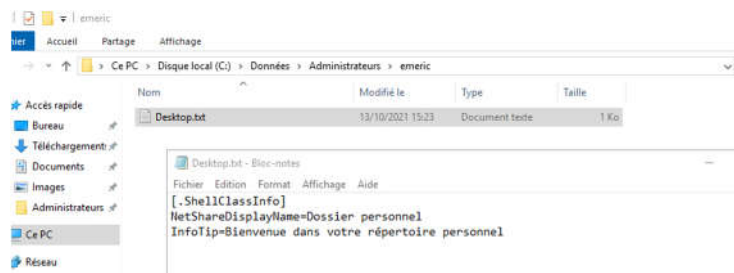 emeric
hier Accueil Partage Affichage
Ce PC > Disque local (C:) > Données > Administrateurs > emeric
Nom Modifié le Type Taille
Accès rapide
Desktop.txt 13/10/2021 15:23 Document texte 1 Ko
Bureau
Téléchargements
Documents
Images
Administrateurs
Ce PC
Réseau
Desktop.txt - Bloc-notes
Fichier Edition Format Affichage Aide
[.ShellClassInfo]
NetShareDisplayName=Dossier personnel
InfoTip=Bienvenue dans votre répertoire personnel